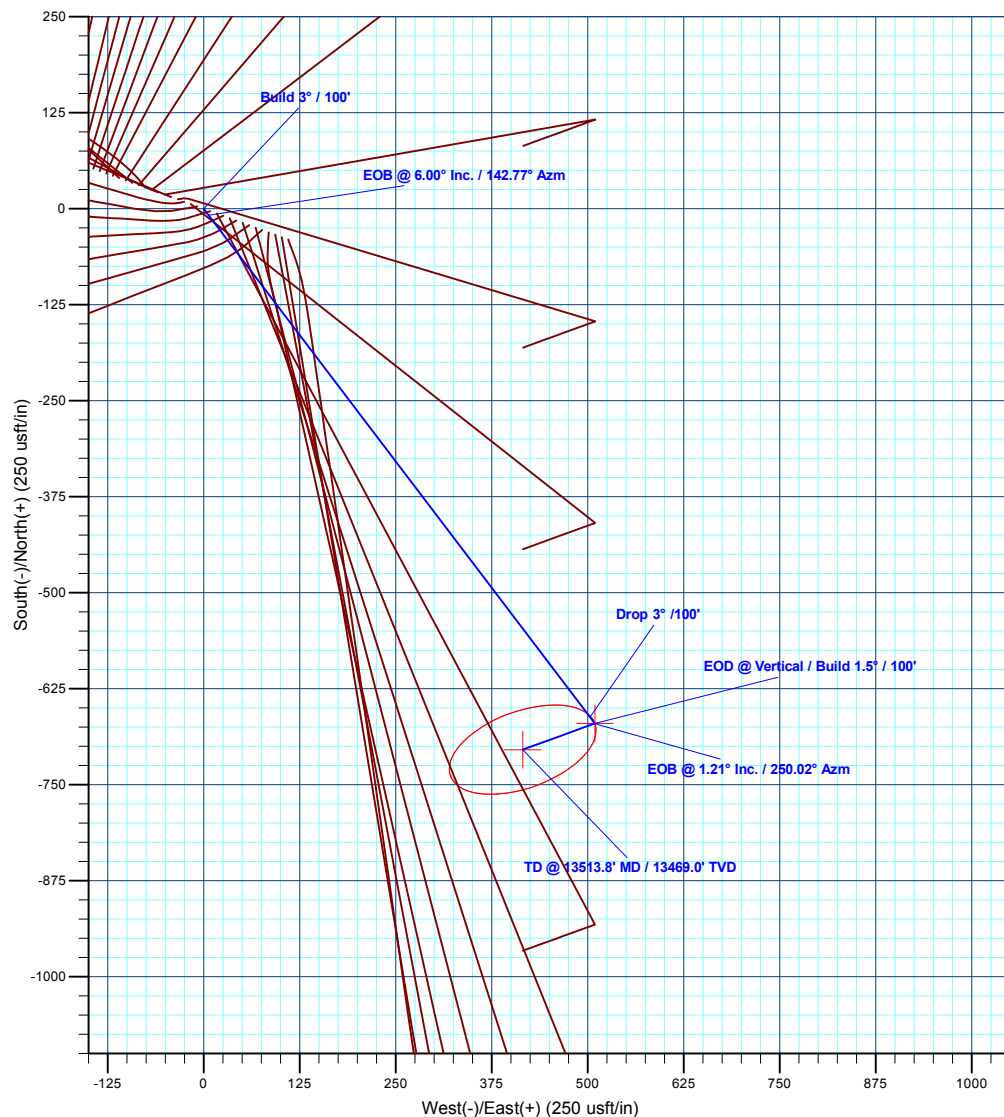 250
125
0
-125
-250
-375
-500
-625
-750
-875
-1000
South(-)/North(+) (250 usft/in)
Build 3° / 100'
EOB @ 6.00° Inc. / 142.77° Azm
Drop 3° /100'
EOD @ Vertical / Build 1.5° / 100'
EOB @ 1.21° Inc. / 250.02° Azm
TD @ 13513.8' MD / 13469.0' TVD
-125 0 125 250 375 500 625 750 875 1000
West(-)/East(+) (250 usft/in)